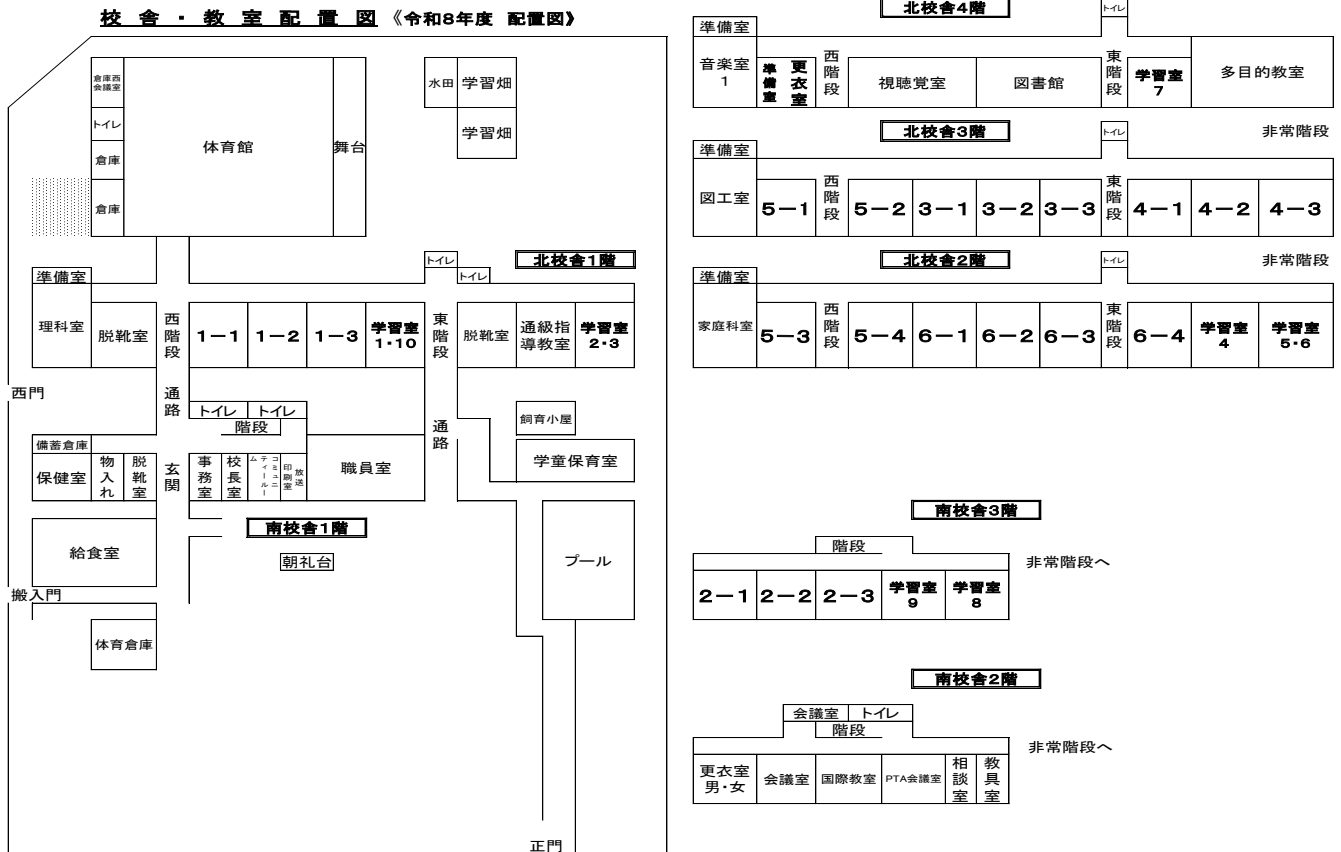 校舎・教室配置図《令和8年度 配置図》
倉庫西
会議室
トイレ
倉庫
倉庫
体育館
舞台
水田
学習畑
学習畑
トイレ
トイレ
北校舎1階
準備室
理科室
脱靴室
西階段
1-1
1-2
1-3
学習室
1・10
東階段
脱靴室
通級指
導教室
学習室
2・3
西門
通路
トイレ
トイレ
階段
通路
飼育小屋
学童保育室
備蓄倉庫
保健室
物入れ
脱靴室
玄関
事務室
校長室
コミュニ
ティールー
ム
放送
印刷室
職員室
南校舎1階
朝礼台
給食室
搬入門
体育倉庫
プール
正門
北校舎4階
トイレ
準備室
音楽室
1
準備室
更衣室
西階段
視聴覚室
図書館
東階段
学習室
7
多目的教室
北校舎3階
トイレ
非常階段
準備室
図工室
5-1
西階段
5-2
3-1
3-2
3-3
東階段
4-1
4-2
4-3
北校舎2階
トイレ
非常階段
準備室
家庭科室
5-3
西階段
5-4
6-1
6-2
6-3
東階段
6-4
学習室
4
学習室
5・6
南校舎3階
階段
非常階段へ
2-1
2-2
2-3
学習室
9
学習室
8
南校舎2階
会議室
トイレ
階段
非常階段へ
更衣室
男・女
会議室
国際教室
PTA会議室
相談室
教具室